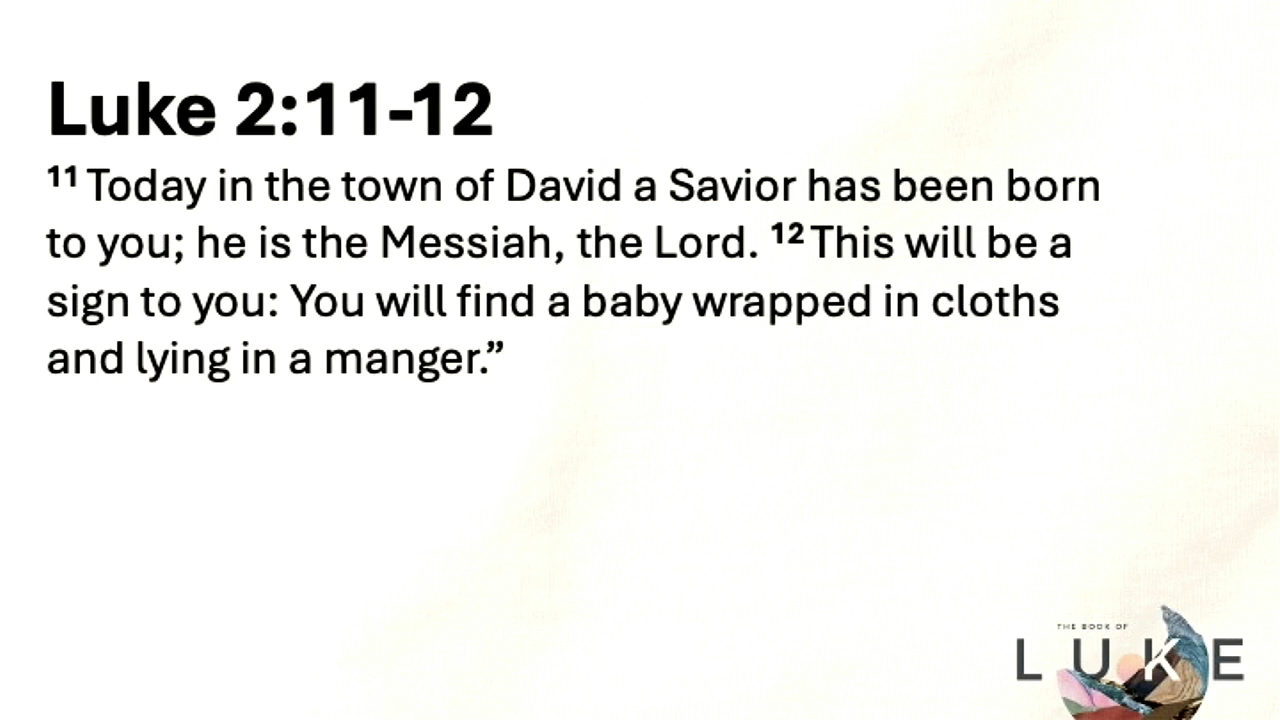 Luke 2:11-12
11 Today in the town of David a Savior has been born
to you; he is the Messiah, the Lord. 12 This will be a
sign to you: You will find a baby wrapped in cloths
and lying in a manger.”
THE BOOK OF
LUKE